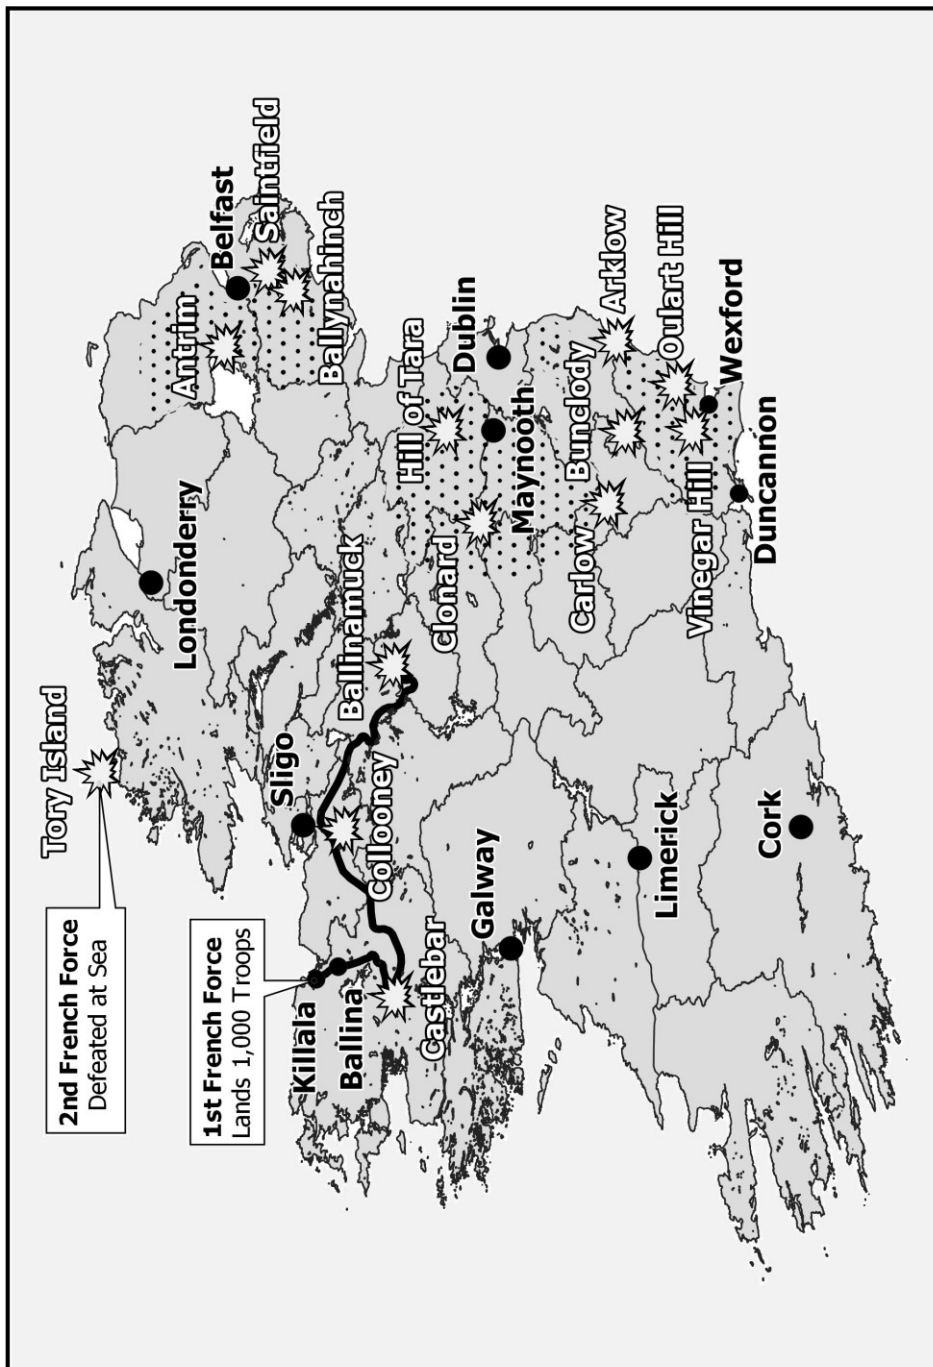 Tory Island
2nd French Force
Defeated at Sea
Londonderry
Antrim
Belfast
Saintfield
Ballynahinch
1st French Force
Lands 1,000 Troops
Killala
Ballina
Sligo
Collooney
Castlebar
Ballinamuck
Hill of Tara
Clonard
Dublin
Maynooth
Galway
Carlow
Bunclody
Arklow
Oulart Hill
Vinegar Hill
Wexford
Duncannon
Limerick
Cork